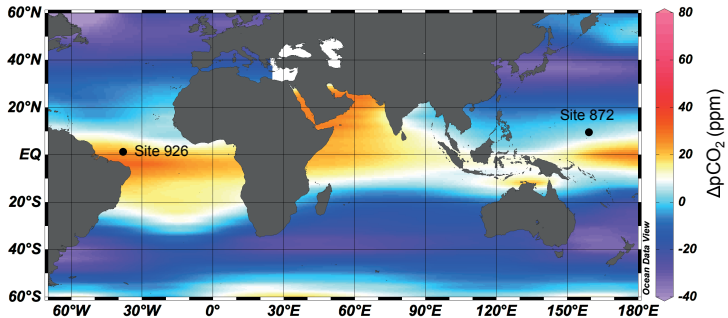 60°N
40°N
20°N
EQ
20°S
40°S
60°S
60°W
30°W
0°
30°E
60°E
90°E
120°E
150°E
180°E
Site 926
Site 872
Ocean Data View
80
60
40
20
0
-20
-40
ΔpCO₂ (ppm)